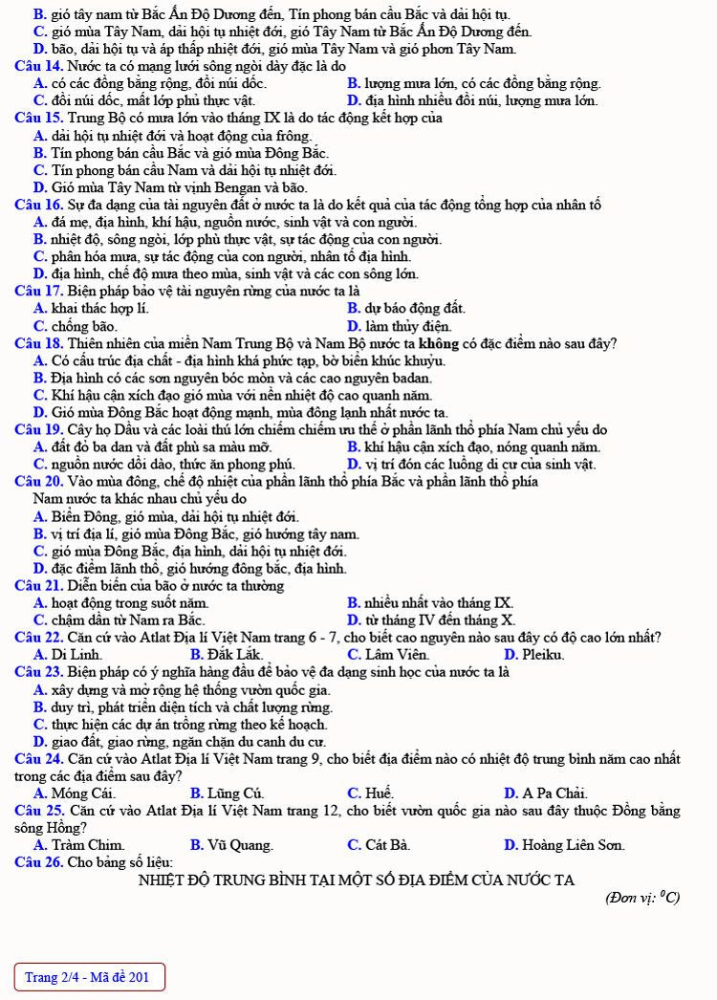 B. gió tây nam từ Bắc Ấn Độ Dương đến, Tín phong bán cầu Bắc và dải hội tụ.
C. gió mùa Tây Nam, dải hội tụ nhiệt đới, gió Tây Nam từ Bắc Ấn Độ Dương đến.
D. bão, dải hội tụ và áp thấp nhiệt đới, gió mùa Tây Nam và gió phơn Tây Nam.
Câu 14. Nước ta có mạng lưới sông ngòi dày đặc là do
A. có các đồng bằng rộng, đồi núi dốc. B. lượng mưa lớn, có các đồng bằng rộng.
C. đồi núi dốc, mất lớp phủ thực vật. D. địa hình nhiều đồi núi, lượng mưa lớn.
Câu 15. Trung Bộ có mưa lớn vào tháng IX là do tác động kết hợp của
A. dải hội tụ nhiệt đới và hoạt động của frông.
B. Tín phong bán cầu Bắc và gió mùa Đông Bắc.
C. Tín phong bán cầu Nam và dải hội tụ nhiệt đới.
D. Gió mùa Tây Nam từ vịnh Bengan và bão.
Câu 16. Sự đa dạng của tài nguyên đất ở nước ta là do kết quả của tác động tổng hợp của nhân tố
A. đá mẹ, địa hình, khí hậu, nguồn nước, sinh vật và con người.
B. nhiệt độ, sông ngòi, lớp phù thực vật, sự tác động của con người.
C. phân hóa mưa, sự tác động của con người, nhân tố địa hình.
D. địa hình, chế độ mưa theo mùa, sinh vật và các con sông lớn.
Câu 17. Biện pháp bảo vệ tài nguyên rừng của nước ta là
A. khai thác hợp lí. B. dự báo động đất.
C. chống bão. D. làm thủy điện.
Câu 18. Thiên nhiên của miền Nam Trung Bộ và Nam Bộ nước ta không có đặc điểm nào sau đây?
A. Có cấu trúc địa chất - địa hình khá phức tạp, bờ biển khúc khuỷu.
B. Địa hình có các sơn nguyên bóc mòn và các cao nguyên badan.
C. Khí hậu cận xích đạo gió mùa với nền nhiệt độ cao quanh năm.
D. Gió mùa Đông Bắc hoạt động mạnh, mùa đông lạnh nhất nước ta.
Câu 19. Cây họ Dầu và các loài thú lớn chiếm chiếm ưu thế ở phần lãnh thổ phía Nam chủ yếu do
A. đất đỏ ba dan và đất phù sa màu mỡ. B. khí hậu cận xích đạo, nóng quanh năm.
C. nguồn nước dồi dào, thức ăn phong phú. D. vị trí đón các luồng di cư của sinh vật.
Câu 20. Vào mùa đông, chế độ nhiệt của phần lãnh thổ phía Bắc và phần lãnh thổ phía
Nam nước ta khác nhau chủ yếu do
A. Biển Đông, gió mùa, dải hội tụ nhiệt đới.
B. vị trí địa lí, gió mùa Đông Bắc, gió hướng tây nam.
C. gió mùa Đông Bắc, địa hình, dải hội tụ nhiệt đới.
D. đặc điểm lãnh thổ, gió hướng đông bắc, địa hình.
Câu 21. Diễn biến của bão ở nước ta thường
A. hoạt động trong suốt năm. B. nhiều nhất vào tháng IX.
C. chậm dần từ Nam ra Bắc. D. từ tháng IV đến tháng X.
Câu 22. Căn cứ vào Atlat Địa lí Việt Nam trang 6 - 7, cho biết cao nguyên nào sau đây có độ cao lớn nhất?
A. Di Linh. B. Đắk Lắk. C. Lâm Viên. D. Pleiku.
Câu 23. Biện pháp có ý nghĩa hàng đầu để bảo vệ đa dạng sinh học của nước ta là
A. xây dựng và mở rộng hệ thống vườn quốc gia.
B. duy trì, phát triển diện tích và chất lượng rừng.
C. thực hiện các dự án trồng rừng theo kế hoạch.
D. giao đất, giao rừng, ngăn chặn du canh du cư.
Câu 24. Căn cứ vào Atlat Địa lí Việt Nam trang 9, cho biết địa điểm nào có nhiệt độ trung bình năm cao nhất
trong các địa điểm sau đây?
A. Móng Cái. B. Lũng Cú. C. Huế. D. A Pa Chải.
Câu 25. Căn cứ vào Atlat Địa lí Việt Nam trang 12, cho biết vườn quốc gia nào sau đây thuộc Đồng bằng
sông Hồng?
A. Tràm Chim. B. Vũ Quang. C. Cát Bà. D. Hoàng Liên Sơn.
Câu 26. Cho bảng số liệu:
NHIỆT ĐỘ TRUNG BÌNH TẠI MỘT SỐ ĐỊA ĐIỂM CỦA NƯỚC TA
(Đơn vị: ⁰C)
Trang 2/4 - Mã đề 201